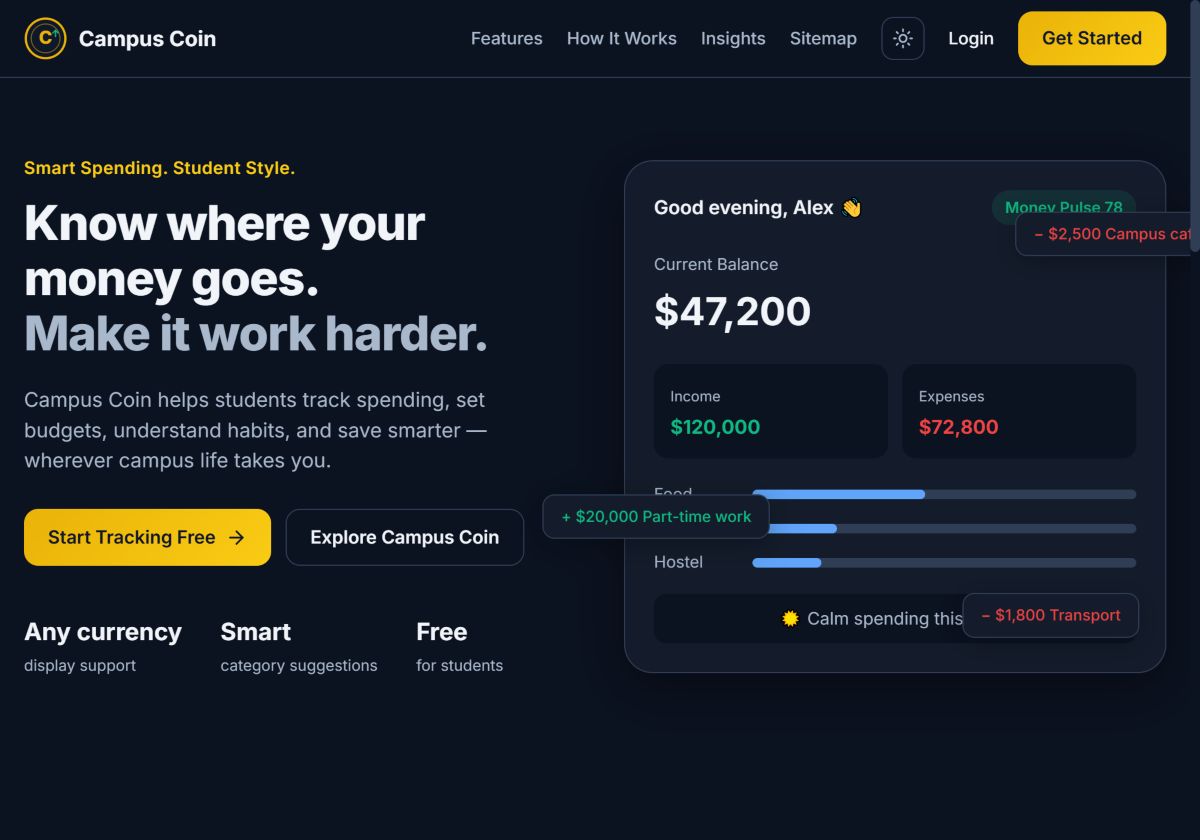 Campus Coin
Features
How It Works
Insights
Sitemap
Login
Get Started
Smart Spending. Student Style.
Know where your
money goes.
Make it work harder.
Campus Coin helps students track spending, set
budgets, understand habits, and save smarter —
wherever campus life takes you.
Start Tracking Free →
Explore Campus Coin
Any currency
display support
Smart
category suggestions
Free
for students
Good evening, Alex 👋
Money Pulse 78
− $2,500 Campus
Current Balance
$47,200
Income
$120,000
Expenses
$72,800
Food
+ $20,000 Part-time work
Hostel
Calm spending this
− $1,800 Transport